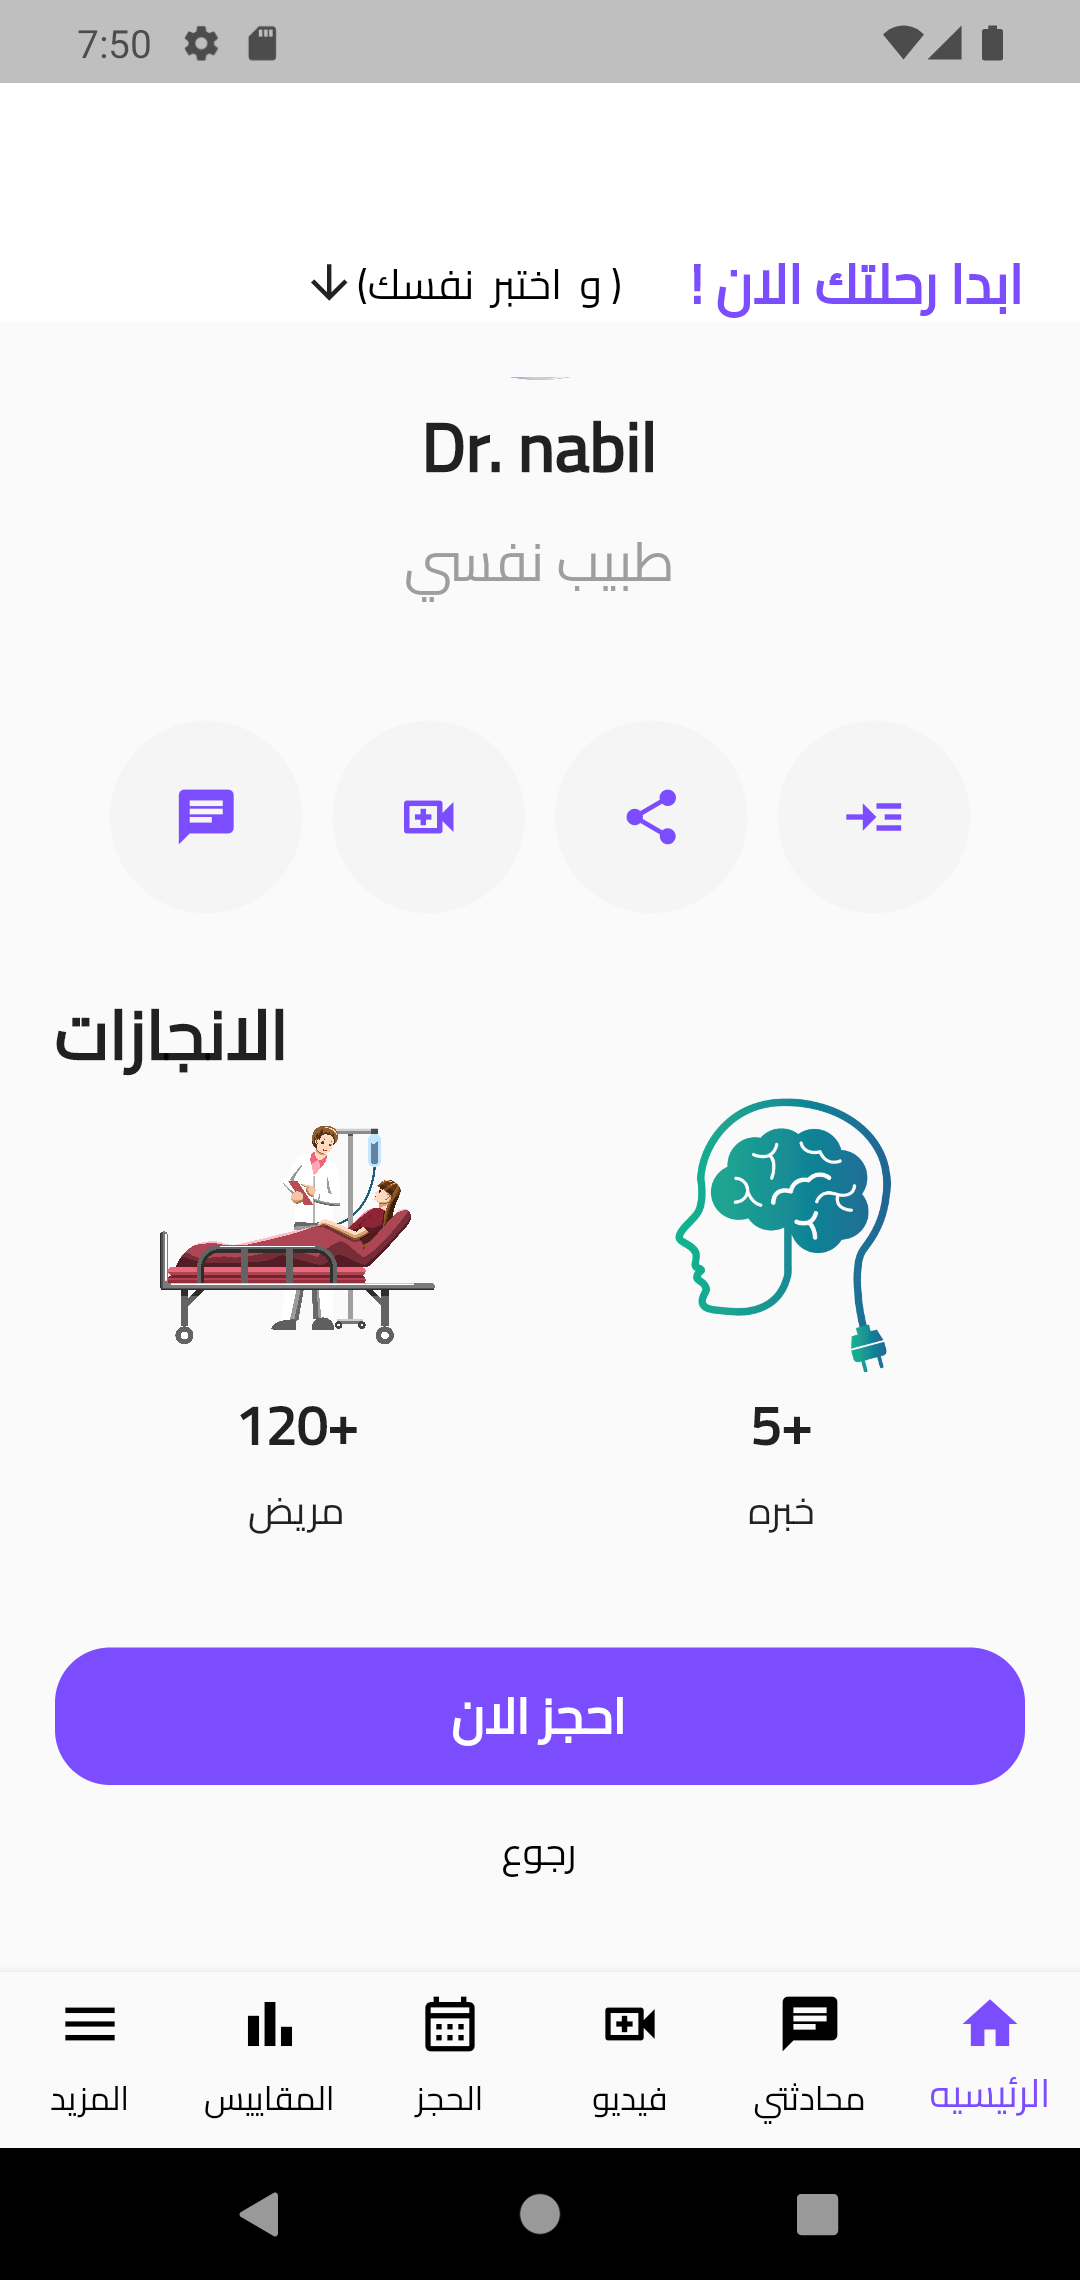 7:50
ابدا رحلتك الان !
( و اختبر نفسك)
Dr. nabil
طبيب نفسي
الانجازات
120+
5+
مريض
خبره
احجز الان
رجوع
الرئيسيه
محادثتي
فيديو
الحجز
المقاييس
المزيد